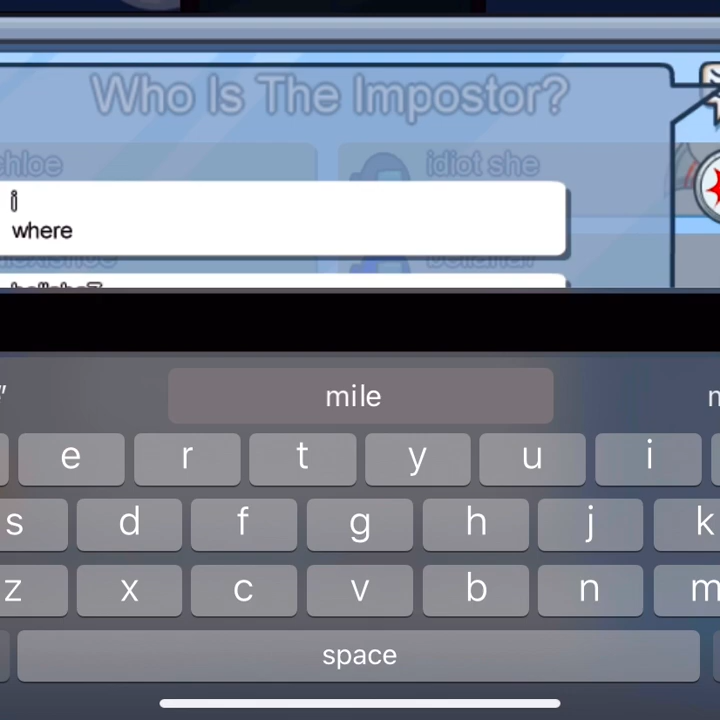 Who Is The Impostor?
chloe
idiot she
i
where
mile
e r t y u i
s d f g h j k
z x c v b n m
space